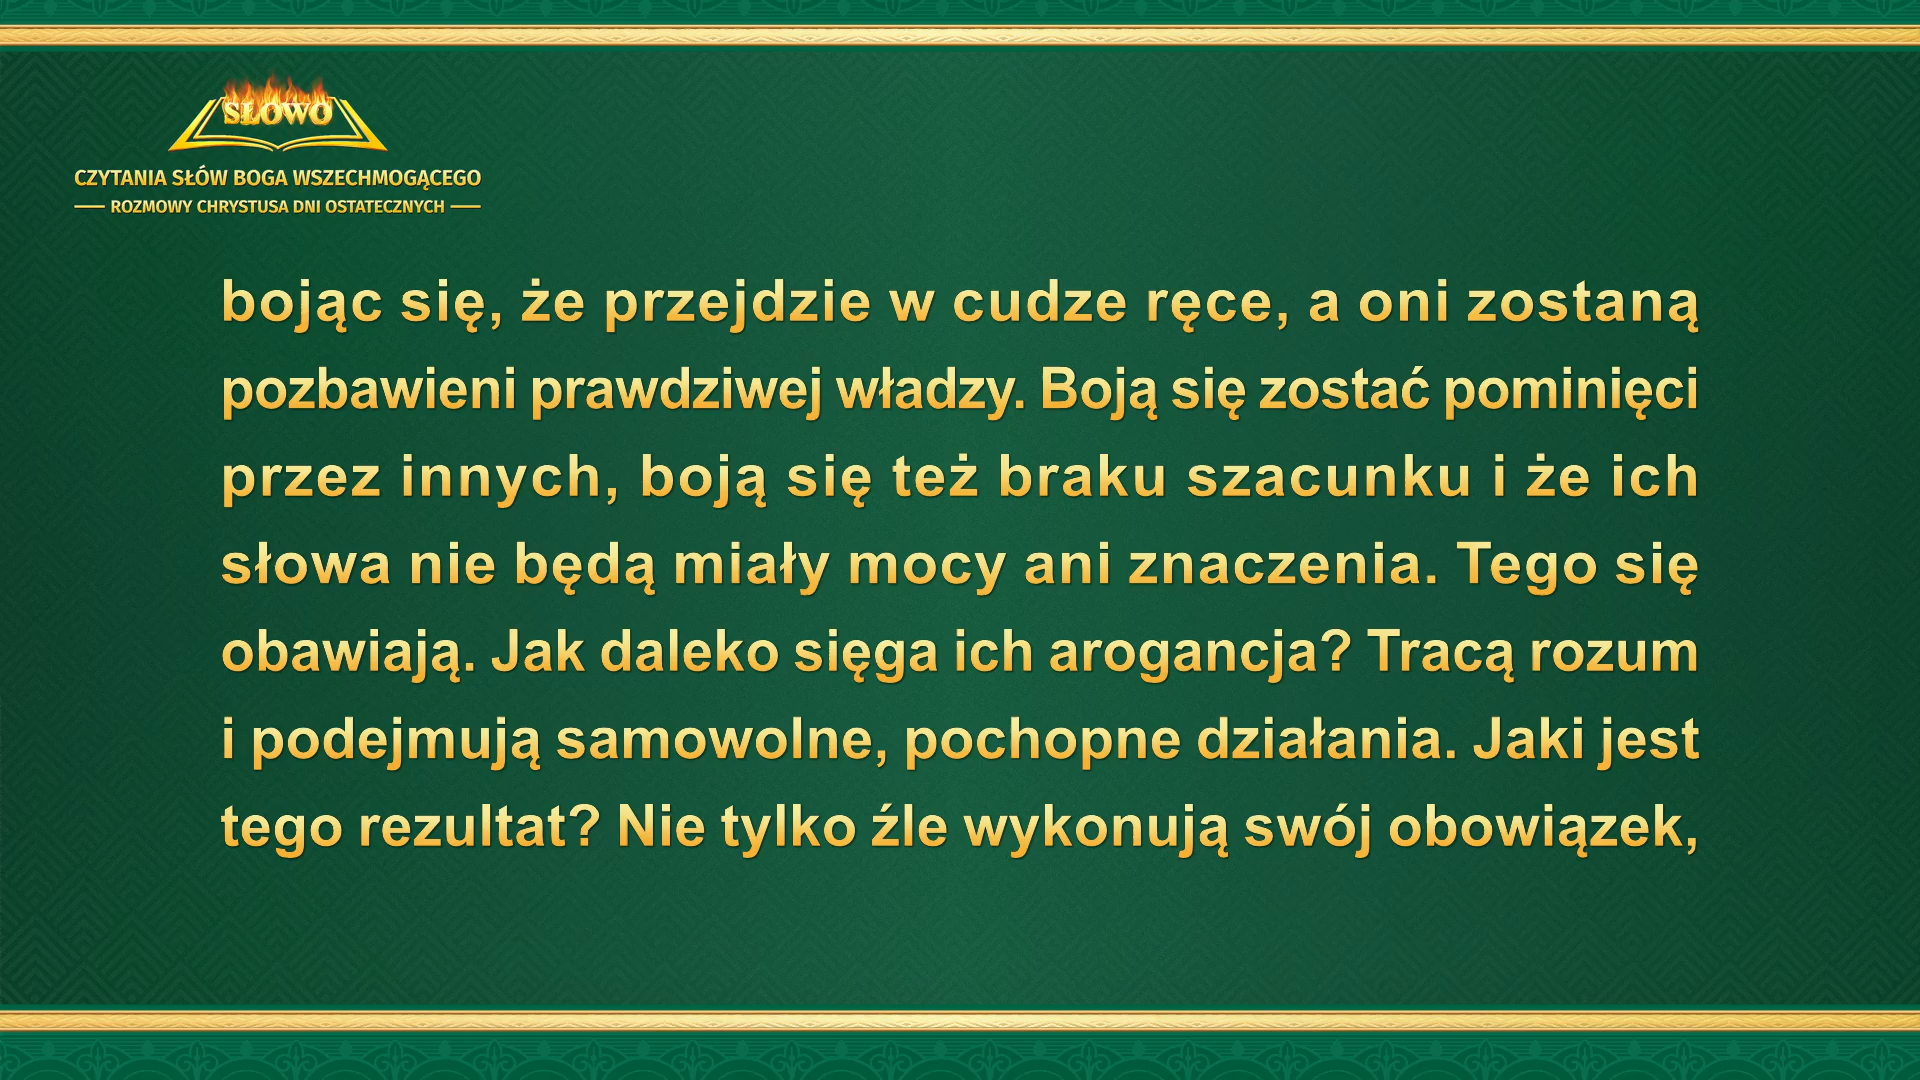 SŁOWO
CZYTANIA SŁÓW BOGA WSZECHMOGĄCEGO
ROZMOWY CHRYSTUSA DNI OSTATECZNYCH
bojąc się, że przejdzie w cudze ręce, a oni zostaną
pozbawieni prawdziwej władzy. Boją się zostać pominięci
przez innych, boją się też braku szacunku i że ich
słowa nie będą miały mocy ani znaczenia. Tego się
obawiają. Jak daleko sięga ich arogancja? Tracą rozum
i podejmują samowolne, pochopne działania. Jaki jest
tego rezultat? Nie tylko źle wykonują swój obowiązek,